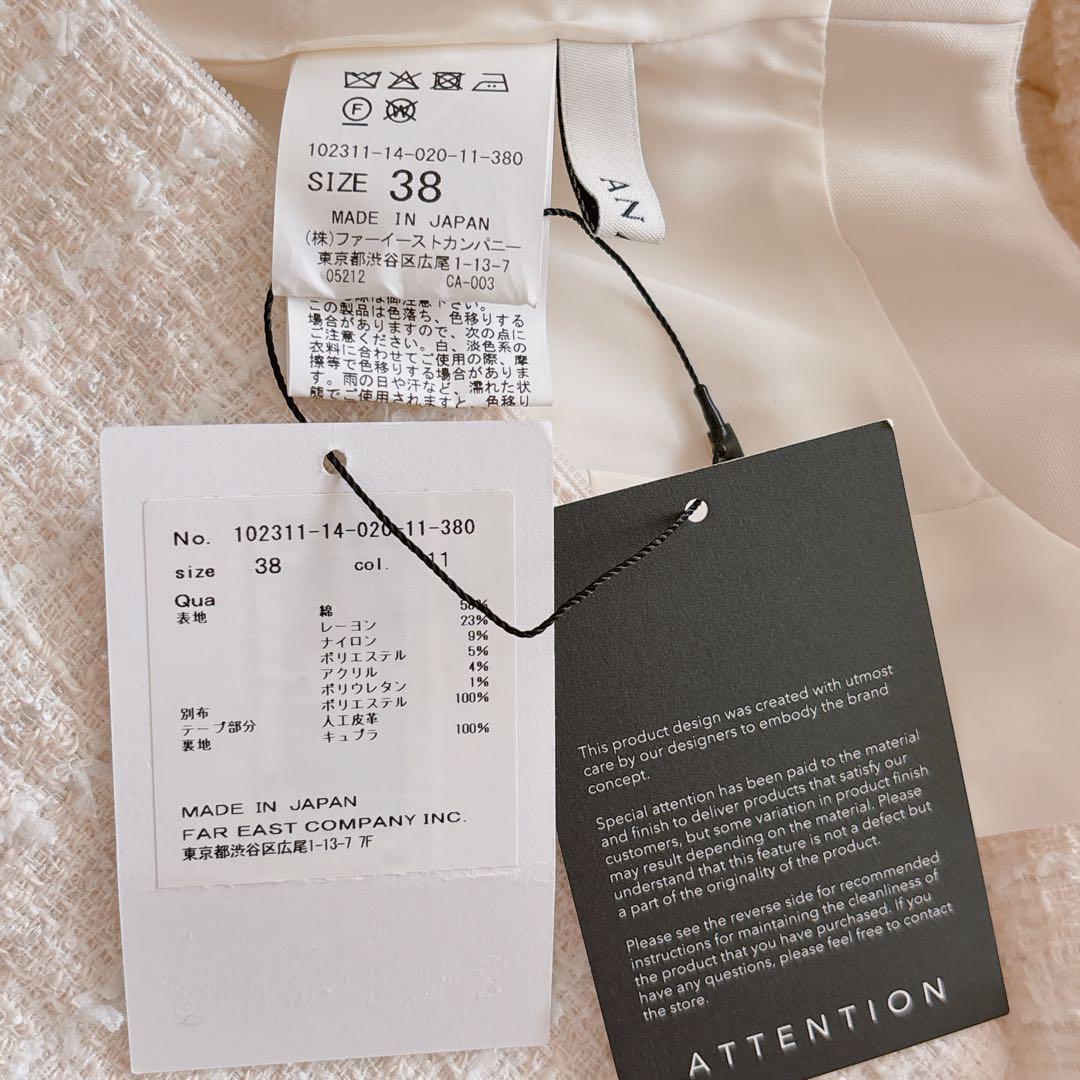 102311-14-020-11-380
SIZE 38
MADE IN JAPAN
(株)ファーイーストカンパニー
東京都渋谷区広尾1-13-7
05212 CA-003
AN
この製品は色落ち、色移りする
場合がありますので、次の点に
ご注意ください。白、淡色系の
衣料に合わせてご使用の際、摩
擦等で色移りする場合がありま
す。雨の日や汗など、濡れた状
態でご使用されますと、色移り
No. 102311-14-020-11-380
size 38 col. 11
Qua
表地 綿 58%
レーヨン 23%
ナイロン 9%
ポリエステル 5%
アクリル 4%
ポリウレタン 1%
別布 ポリエステル 100%
テープ部分 人工皮革
裏地 キュプラ 100%
MADE IN JAPAN
FAR EAST COMPANY INC.
東京都渋谷区広尾1-13-7 7F
This product design was created with utmost
care by our designers to embody the brand
concept.
Special attention has been paid to the material
and finish to deliver products that satisfy our
customers, but some variation in product finish
may result depending on the material. Please
understand that this feature is not a defect but
a part of the originality of the product.
Please see the reverse side for recommended
instructions for maintaining the cleanliness of
the product that you have purchased. If you
have any questions, please feel free to contact
the store.
ATTENTION